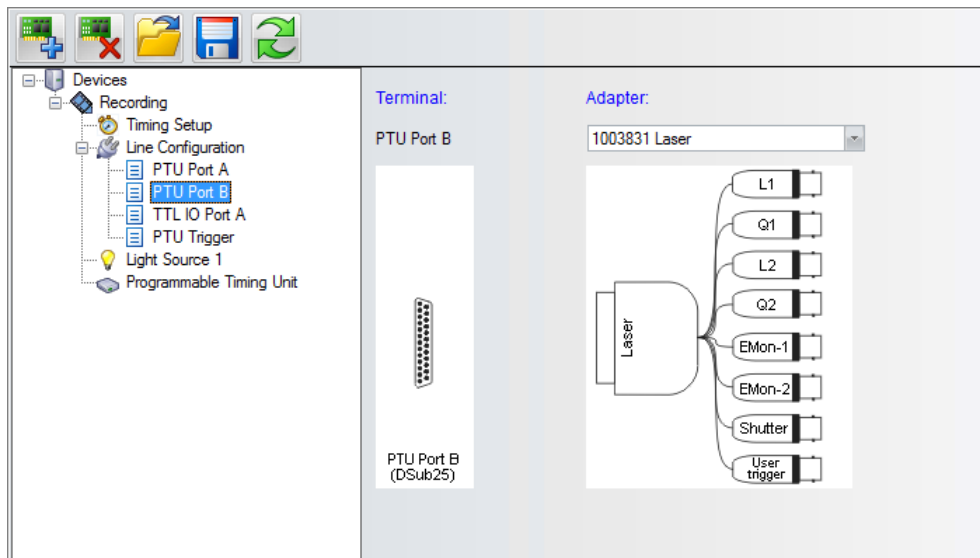 Devices
Recording
Timing Setup
Line Configuration
PTU Port A
PTU Port B
TTL IO Port A
PTU Trigger
Light Source 1
Programmable Timing Unit
Terminal:
Adapter:
PTU Port B
1003831 Laser
PTU Port B
(DSub25)
Laser
L1
Q1
L2
Q2
EMon-1
EMon-2
Shutter
User
trigger